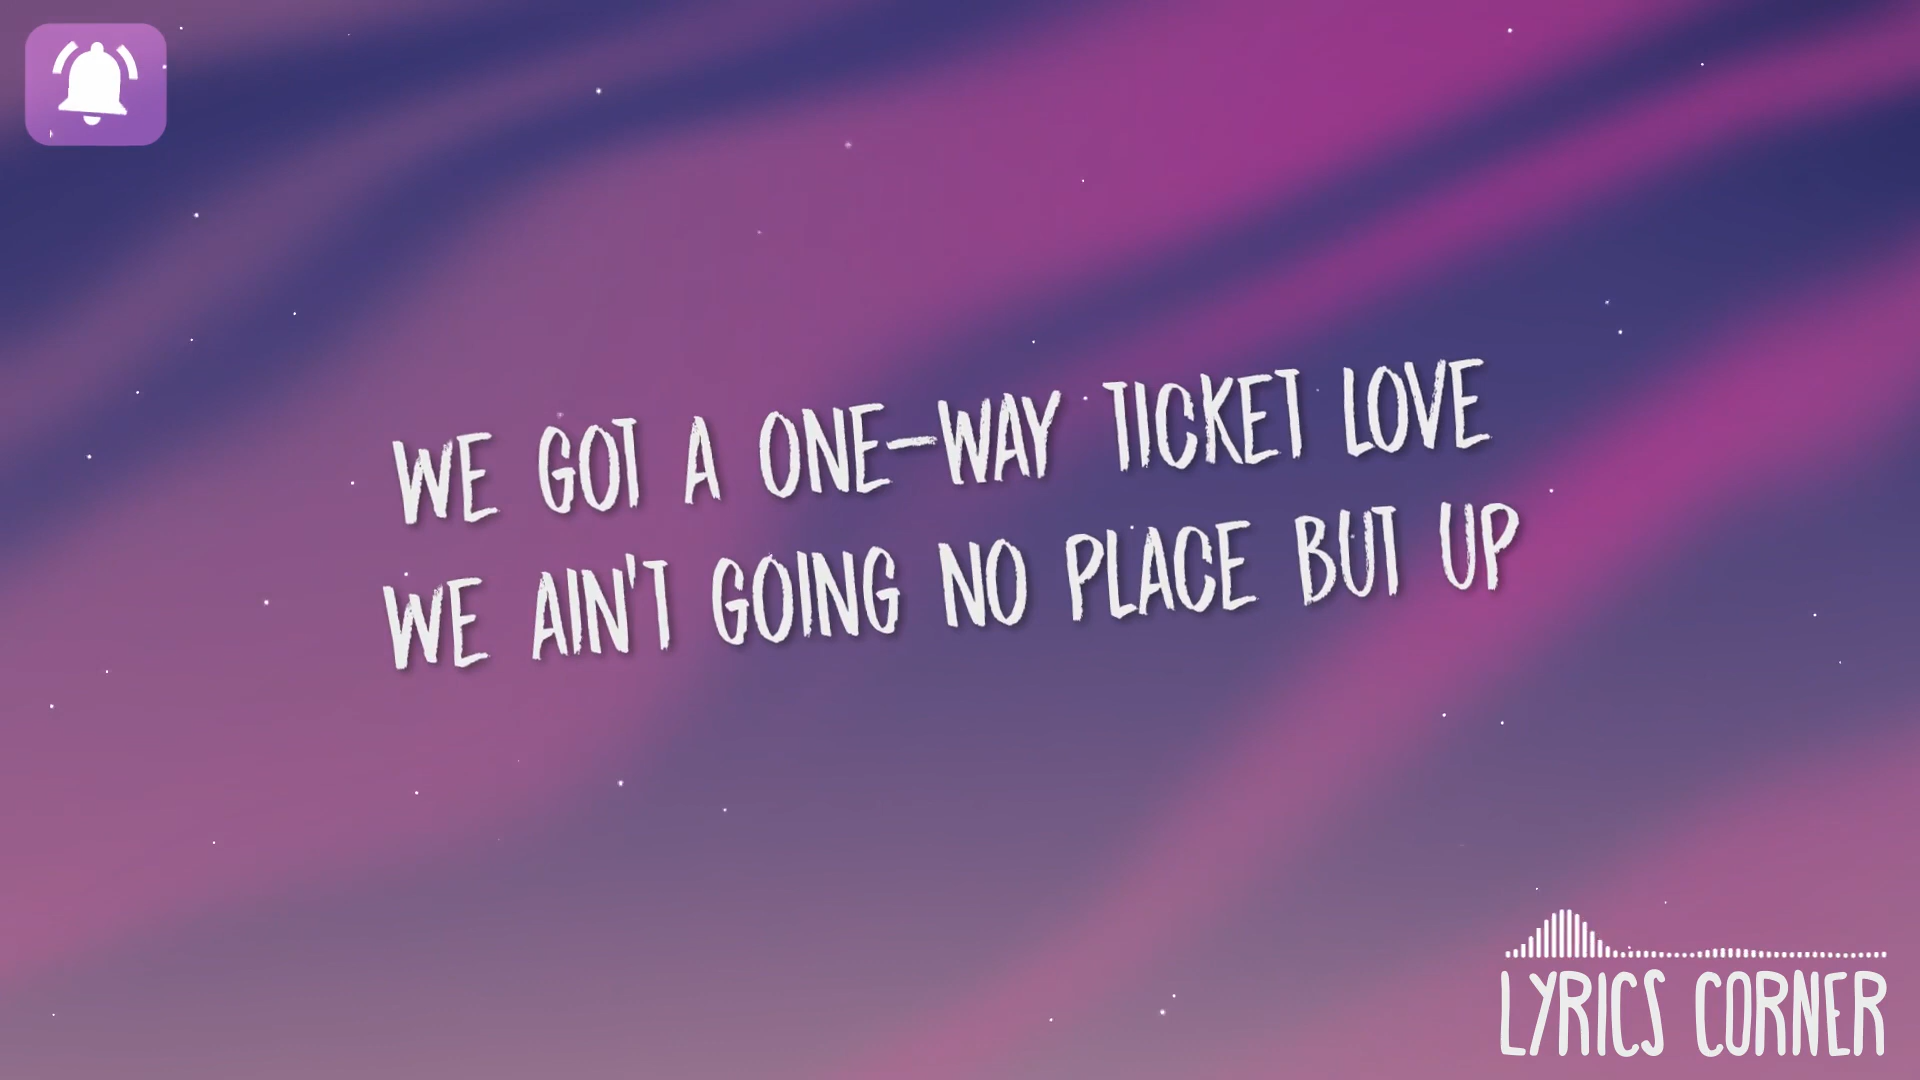 WE GOT A ONE-WAY TICKET LOVE
WE AIN'T GOING NO PLACE BUT UP
LYRICS CORNER